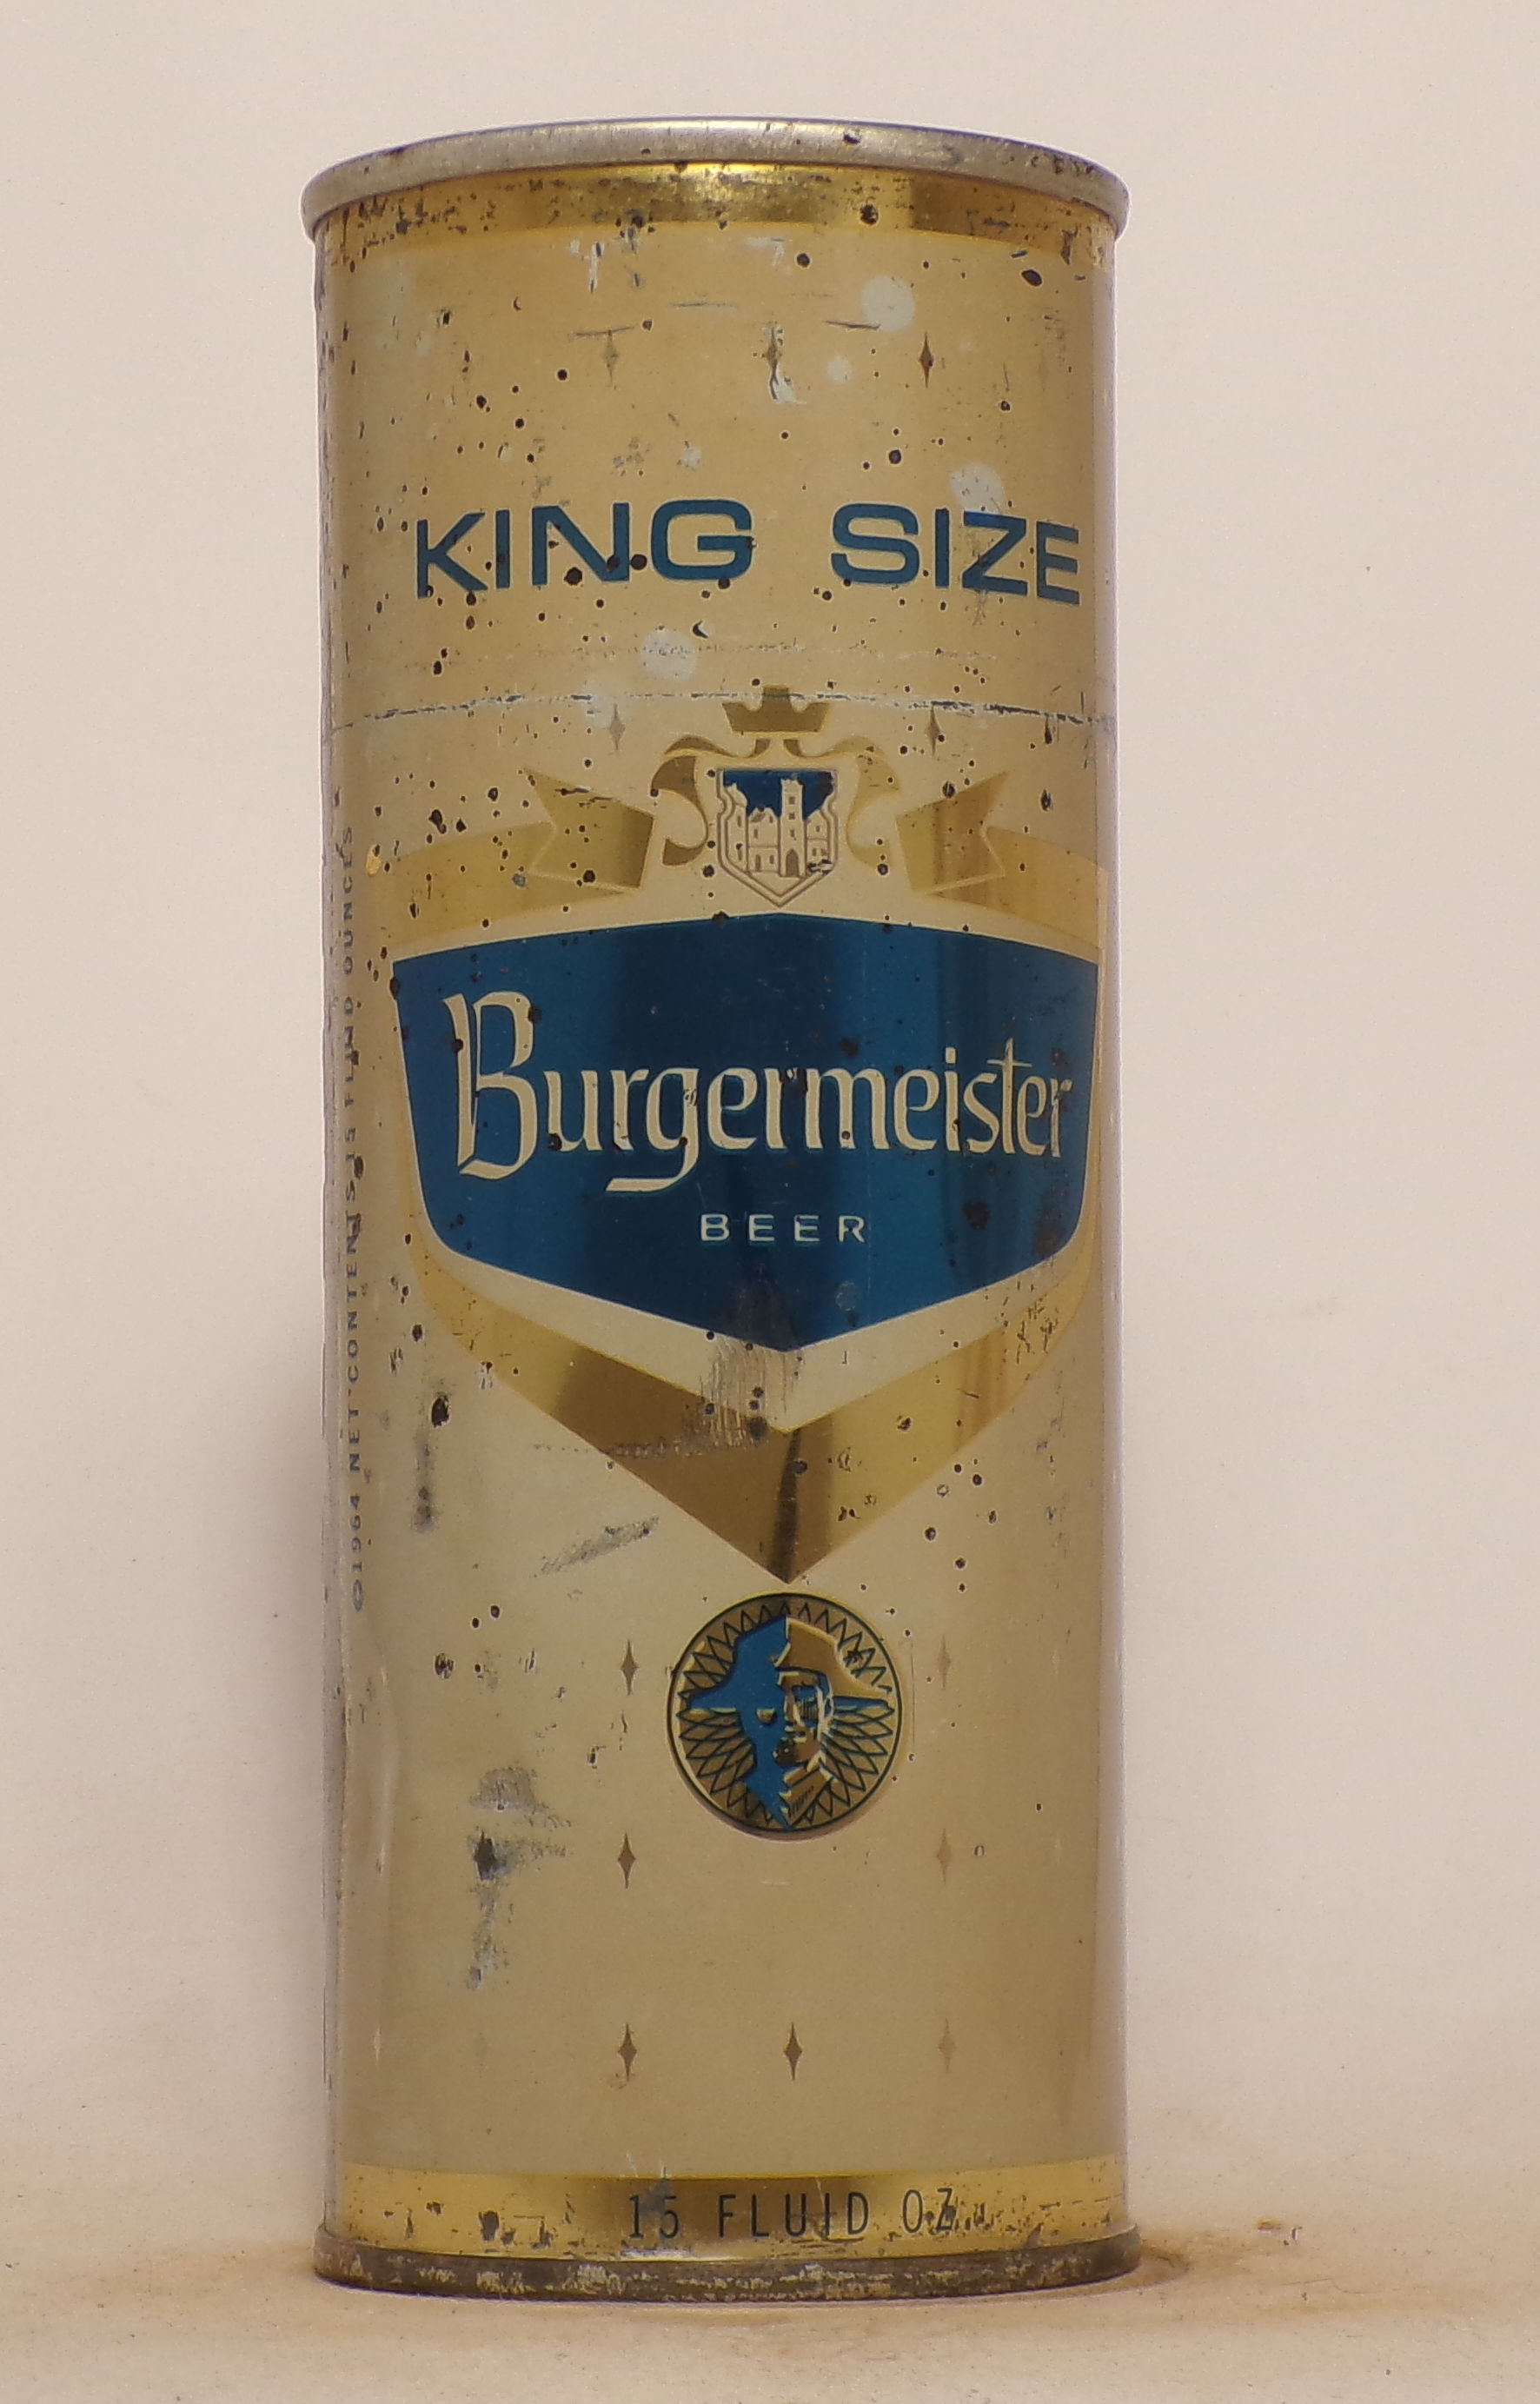 KING SIZE
Burgermeister
BEER
©1964 NET CONTENTS 15 FLUID OUNCES
15 FLUID OZ.